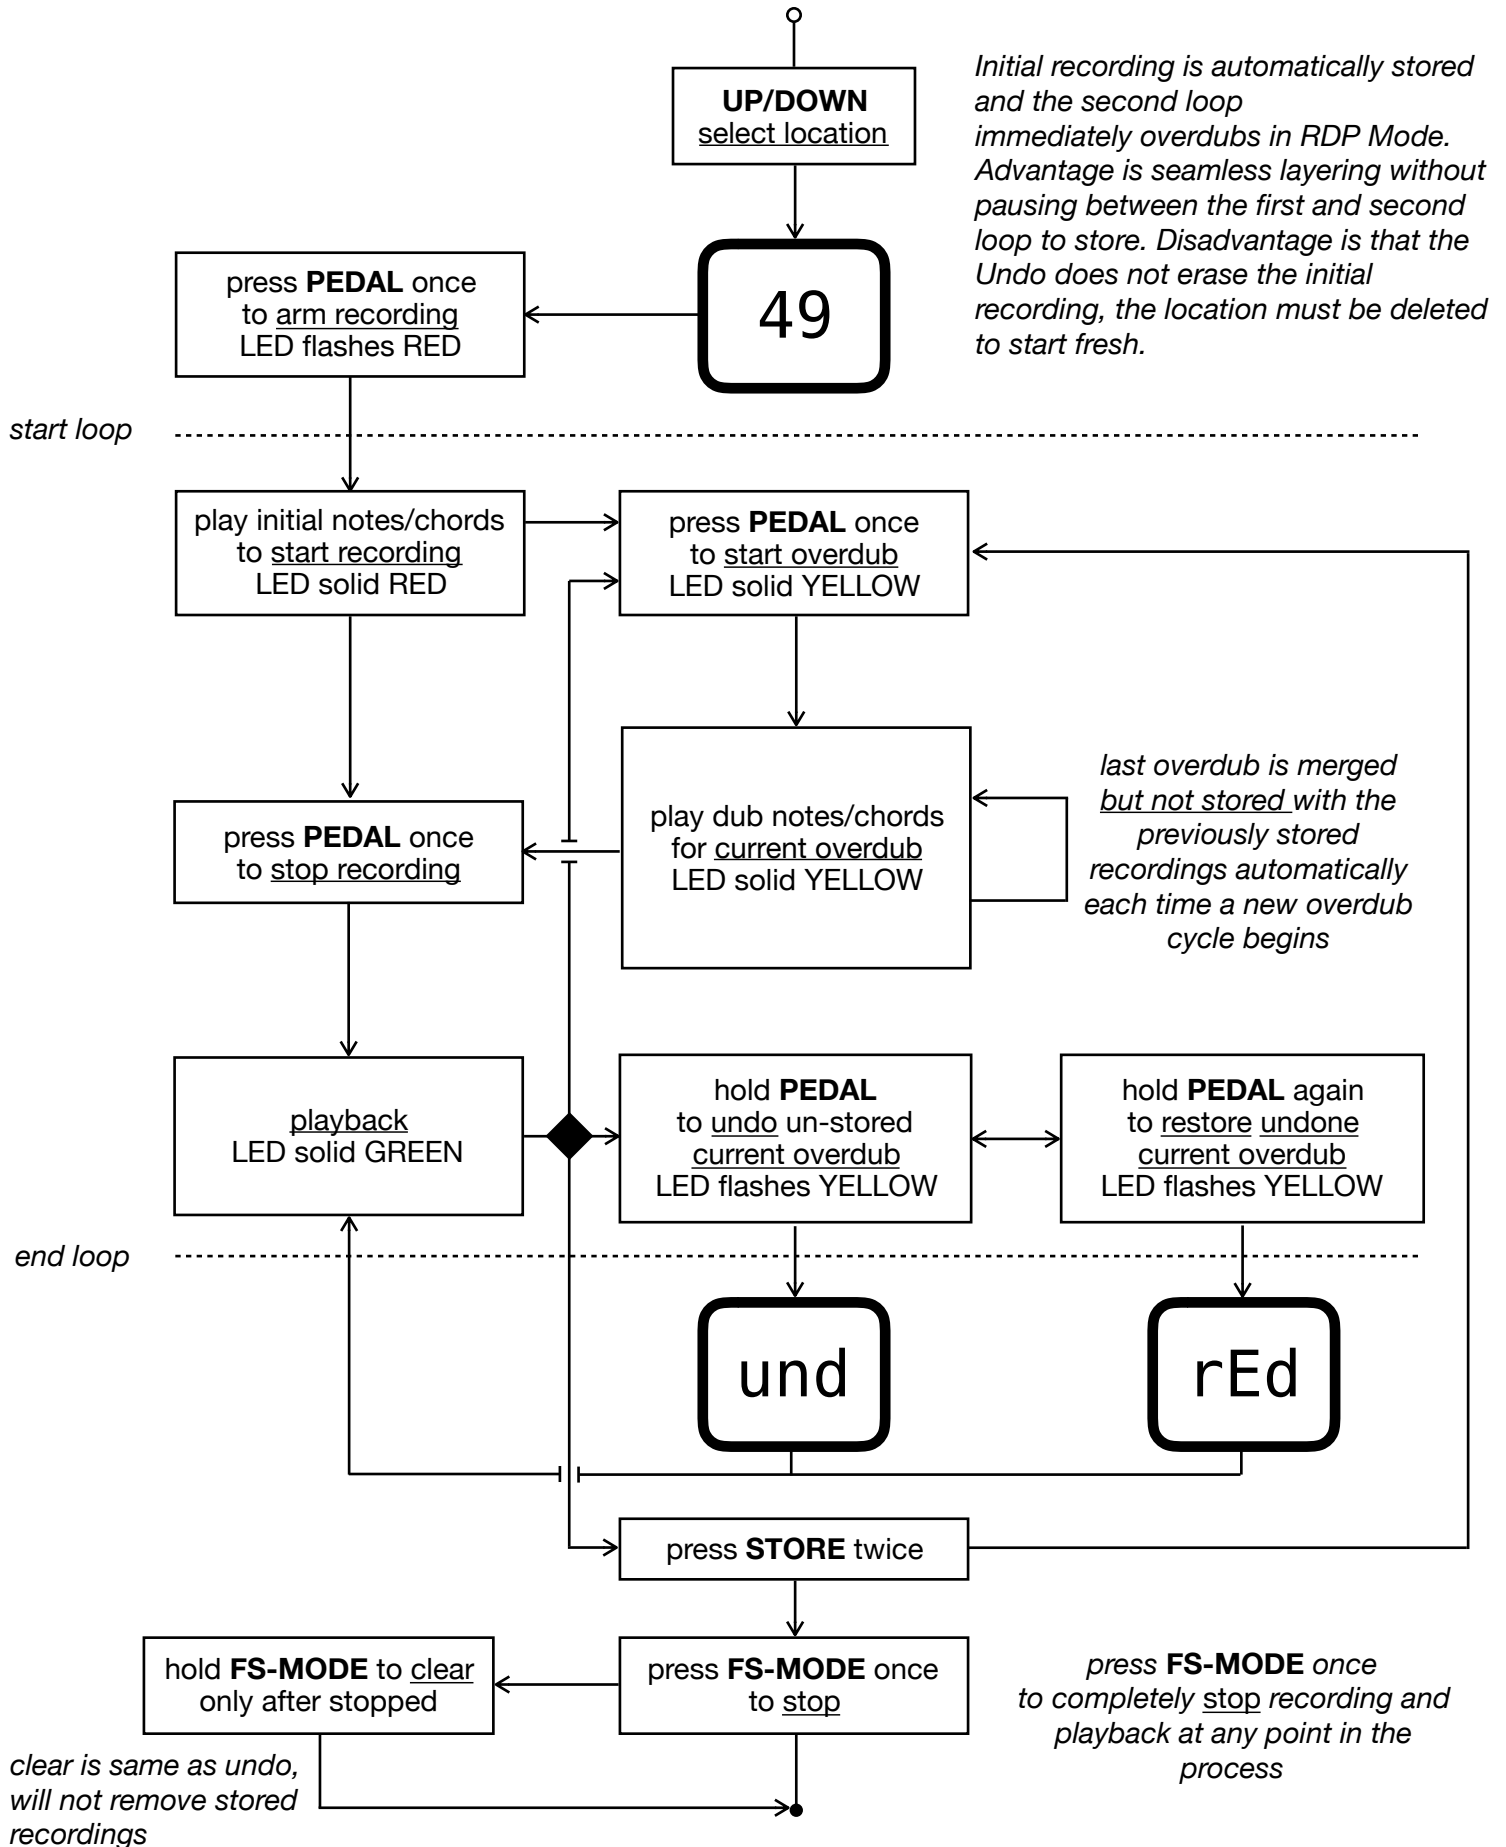 UP/DOWN
select location
Initial recording is automatically stored
and the second loop
immediately overdubs in RDP Mode.
Advantage is seamless layering without
pausing between the first and second
loop to store. Disadvantage is that the
Undo does not erase the initial
recording, the location must be deleted
to start fresh.
49
press PEDAL once
to arm recording
LED flashes RED
start loop
play initial notes/chords
to start recording
LED solid RED
press PEDAL once
to start overdub
LED solid YELLOW
play dub notes/chords
for current overdub
LED solid YELLOW
last overdub is merged
but not stored with the
previously stored
recordings automatically
each time a new overdub
cycle begins
press PEDAL once
to stop recording
playback
LED solid GREEN
hold PEDAL
to undo un-stored
current overdub
LED flashes YELLOW
hold PEDAL again
to restore undone
current overdub
LED flashes YELLOW
end loop
und
rEd
press STORE twice
hold FS-MODE to clear
only after stopped
press FS-MODE once
to stop
press FS-MODE once
to completely stop recording and
playback at any point in the
process
clear is same as undo,
will not remove stored
recordings